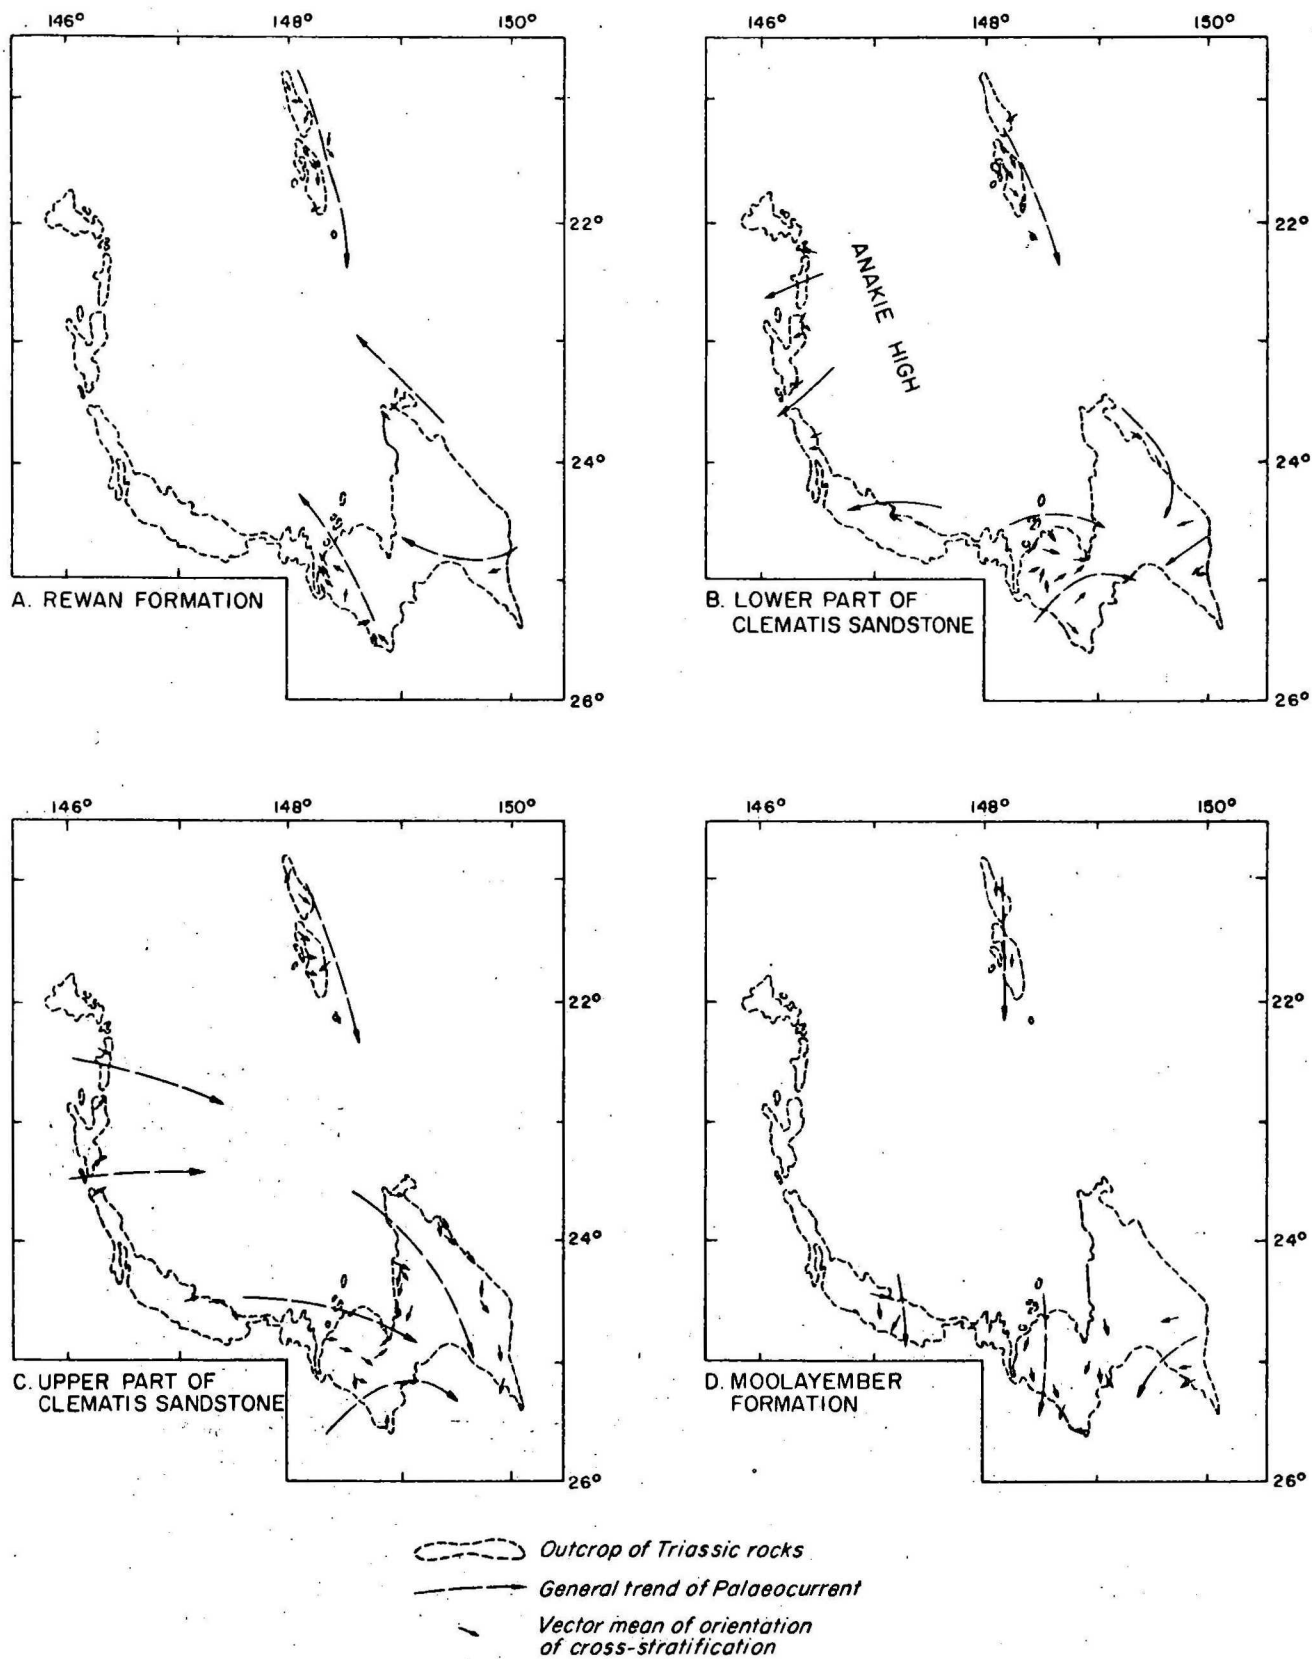 146° 148° 150°
146° 148° 150°
22°
22°
ANAKIE HIGH
24°
24°
A. REWAN FORMATION
B. LOWER PART OF
CLEMATIS SANDSTONE
26°
26°
146° 148° 150°
146° 148° 150°
22°
22°
24°
24°
C. UPPER PART OF
CLEMATIS SANDSTONE
D. MOOLAYEMBER
FORMATION
26°
26°
Outcrop of Triassic rocks
General trend of Palaeocurrent
Vector mean of orientation
of cross-stratification